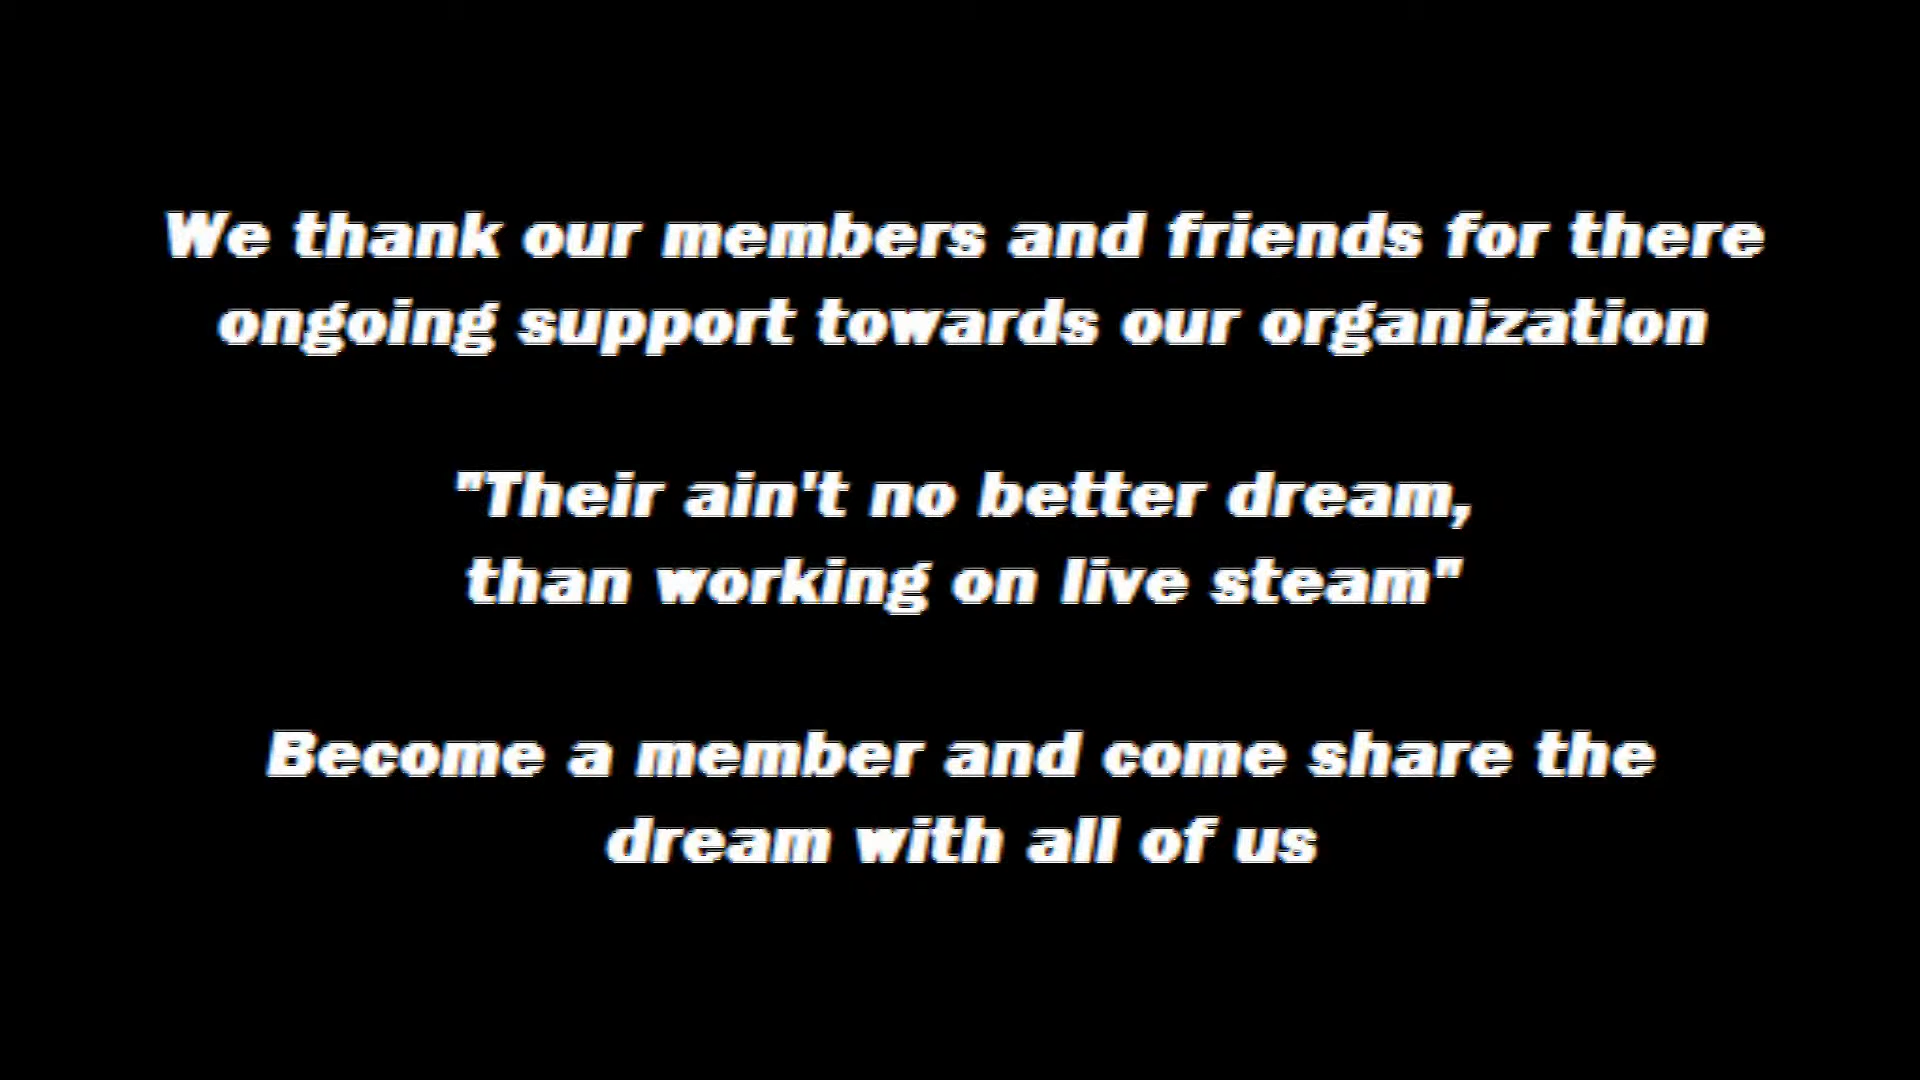 We thank our members and friends for there
ongoing support towards our organization
"Their ain't no better dream,
than working on live steam"
Become a member and come share the
dream with all of us